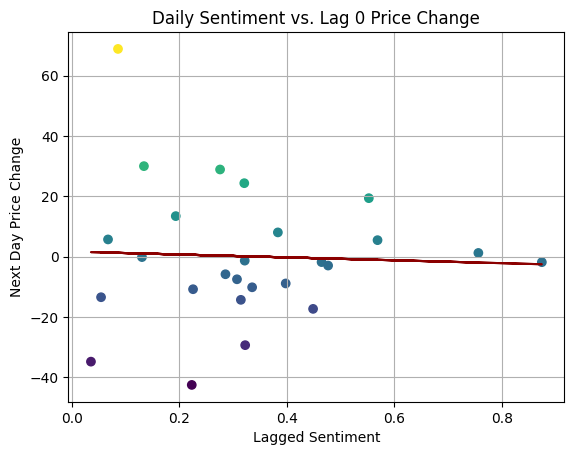 Daily Sentiment vs. Lag 0 Price Change
Next Day Price Change
60
40
20
0
−20
−40
0.0 0.2 0.4 0.6 0.8
Lagged Sentiment